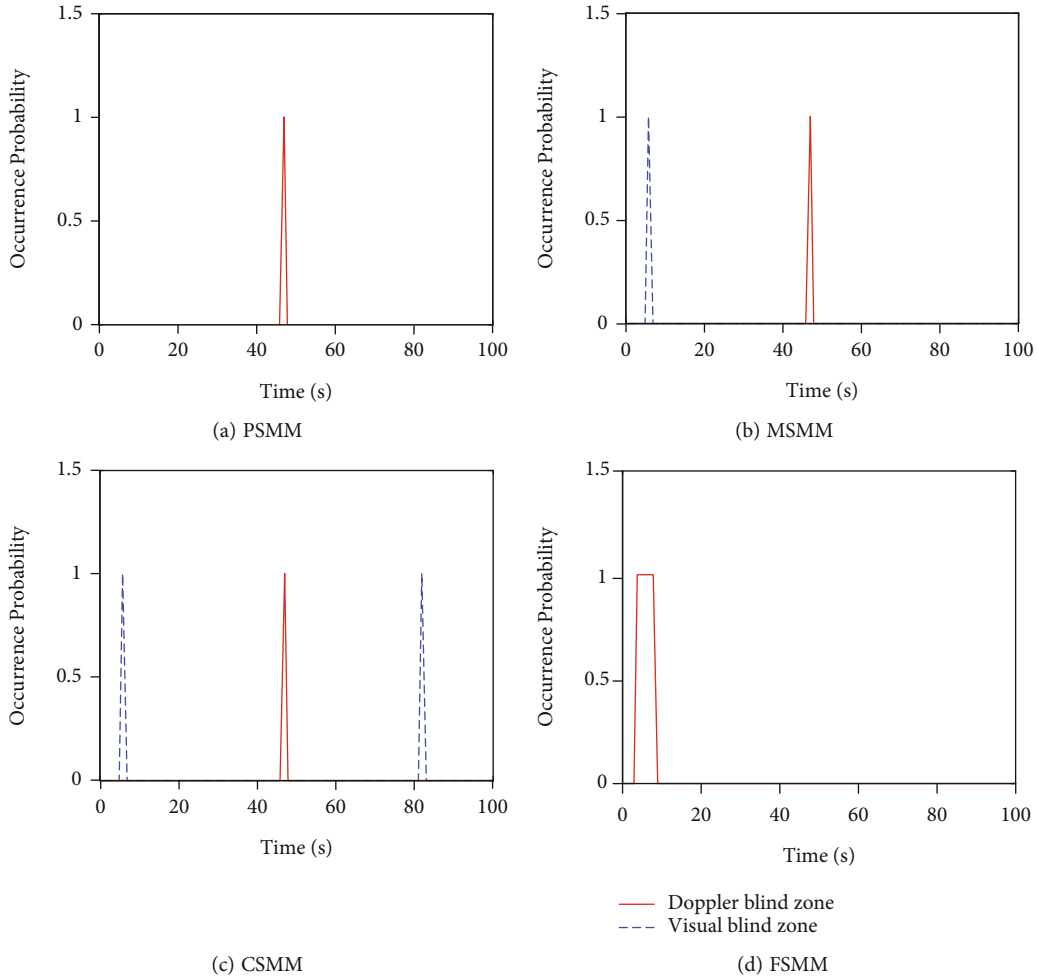 1.5
1
0.5
0
Occurrence Probability
0 20 40 60 80 100
Time (s)
(a) PSMM
1.5
1
0.5
0
Occurrence Probability
0 20 40 60 80 100
Time (s)
(b) MSMM
1.5
1
0.5
0
Occurrence Probability
0 20 40 60 80 100
Time (s)
(c) CSMM
1.5
1
0.5
0
Occurrence Probability
0 20 40 60 80 100
Time (s)
Doppler blind zone
Visual blind zone
(d) FSMM